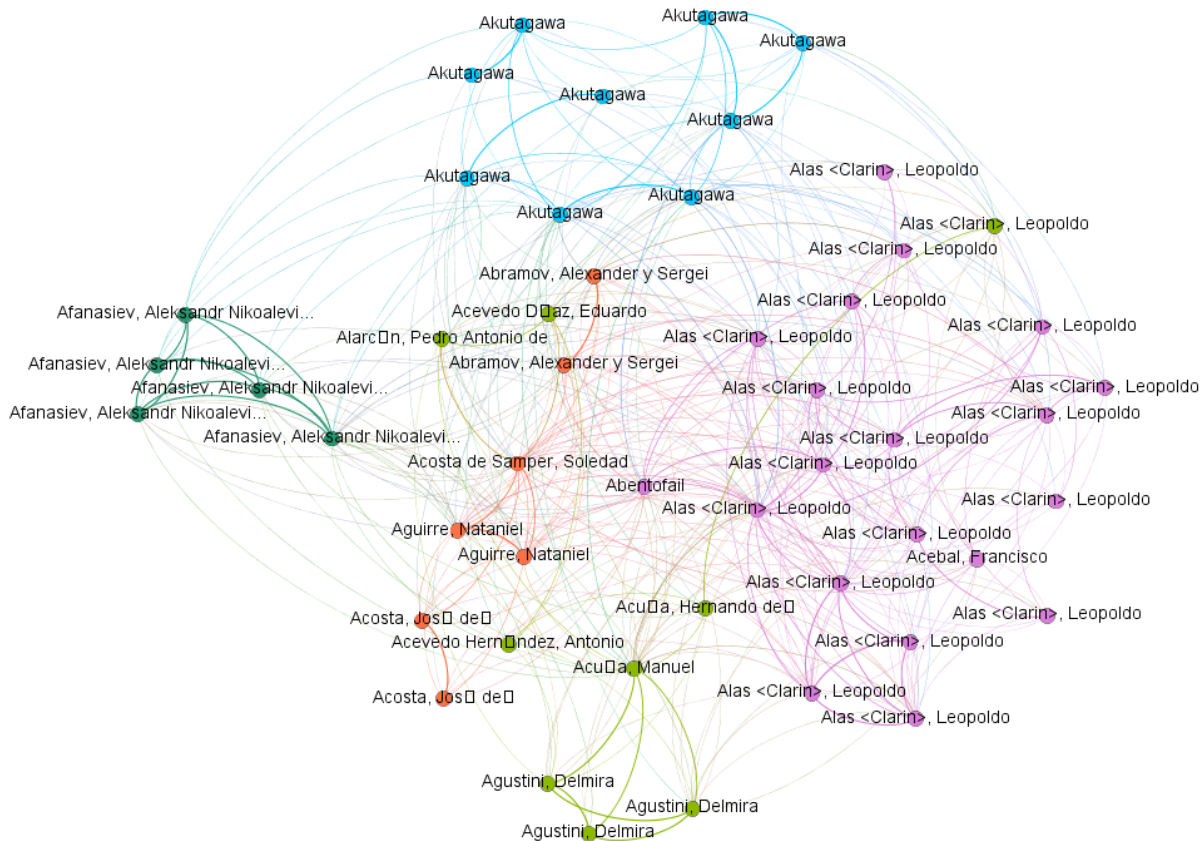 Akutagawa
Akutagawa
Akutagawa
Akutagawa
Akutagawa
Akutagawa
Alas <Clarin>, Leopoldo
Akutagawa
Akutagawa
Akutagawa
Alas <Clarin>, Leopoldo
Alas <Clarin>, Leopoldo
Abramov, Alexander y Sergei
Alas <Clarin>, Leopoldo
Acevedo D□az, Eduardo
Afanasiev, Aleksandr Nikoalevi...
Alas <Clarin>, Leopoldo
Alarc□n, Pedro Antonio de
Alas <Clarin>, Leopoldo
Abramov, Alexander y Sergei
Afanasiev, Aleksandr Nikoalevi...
Afanasiev, Aleksandr Nikoalevi...
Alas <Clarin>, Leopoldo
Alas <Clarin>, Leopoldo
Afanasiev, Aleksandr Nikoalevi...
Alas <Clarin>, Leopoldo
Afanasiev, Aleksandr Nikoalevi...
Alas <Clarin>, Leopoldo
Acosta de Samper, Soledad
Alas <Clarin>, Leopoldo
Abentofail
Alas <Clarin>, Leopoldo
Alas <Clarin>, Leopoldo
Aguirre, Nataniel
Alas <Clarin>, Leopoldo
Aguirre, Nataniel
Acebal, Francisco
Alas <Clarin>, Leopoldo
Acu□a, Hernando de□
Alas <Clarin>, Leopoldo
Acosta, Jos□ de□
Acevedo Hern□ndez, Antonio
Alas <Clarin>, Leopoldo
Acu□a, Manuel
Alas <Clarin>, Leopoldo
Acosta, Jos□ de□
Alas <Clarin>, Leopoldo
Agustini, Delmira
Agustini, Delmira
Agustini, Delmira